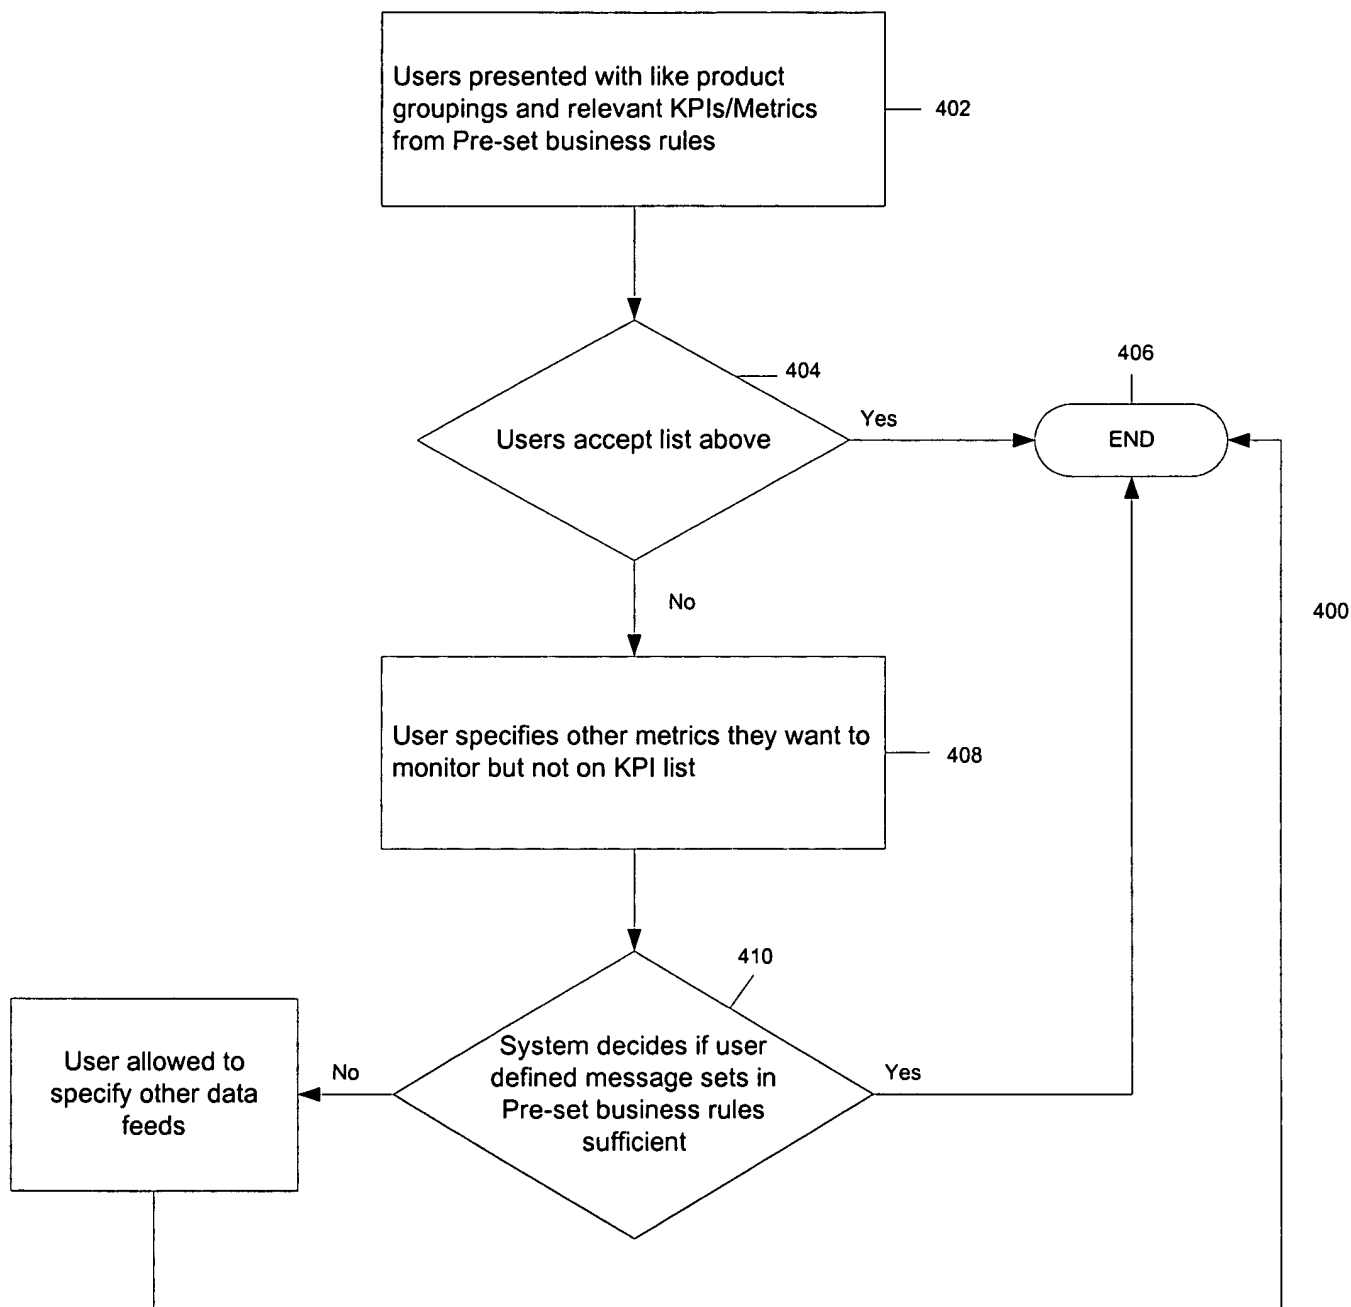 Users presented with like product
groupings and relevant KPIs/Metrics
from Pre-set business rules
402
404
Users accept list above
Yes
406
END
No
400
User specifies other metrics they want to
monitor but not on KPI list
408
410
System decides if user
defined message sets in
Pre-set business rules
sufficient
Yes
No
User allowed to
specify other data
feeds